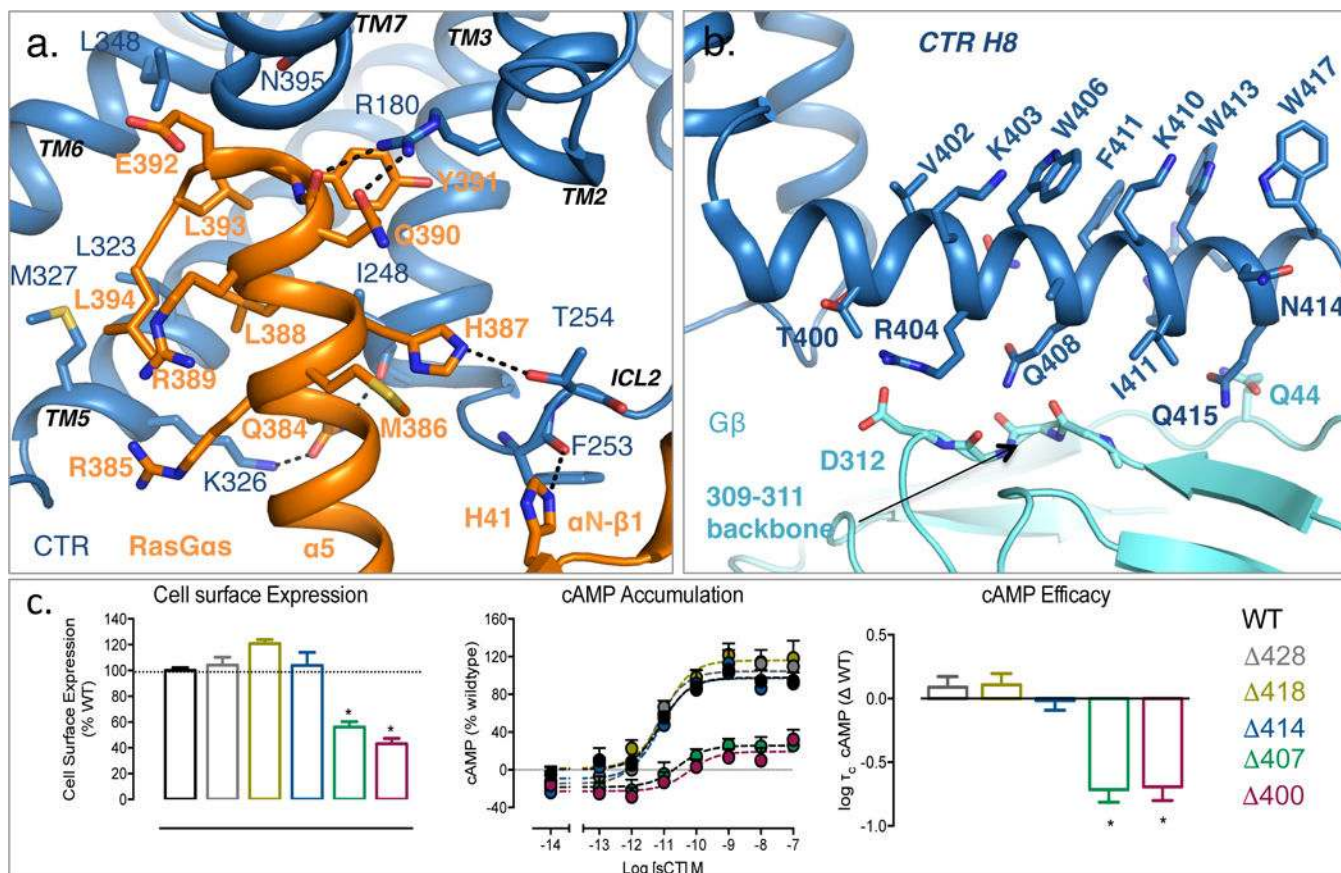 a.
TM7
TM3
L348
N395
R180
TM6
E392
Y391
TM2
L393
Q390
L323
I248
M327
L394
L388
H387
T254
R389
ICL2
TM5
Q384
M386
F253
R385
K326
H41
αN-β1
CTR
RasGαs
α5
b.
CTR H8
V402
K403
W406
F411
K410
W413
W417
T400
R404
Q408
I411
N414
Q415
Q44
Gβ
D312
309-311
backbone
c.
Cell surface Expression
Cell Surface Expression
(% WT)
140
120
100
80
60
40
20
0
*
*
cAMP Accumulation
cAMP (% wildtype)
160
120
80
40
0
-40
-14
-13
-12
-11
-10
-9
-8
-7
Log [sCT] M
cAMP Efficacy
log τc cAMP (Δ WT)
0.5
0.0
-0.5
-1.0
*
*
WT
Δ428
Δ418
Δ414
Δ407
Δ400